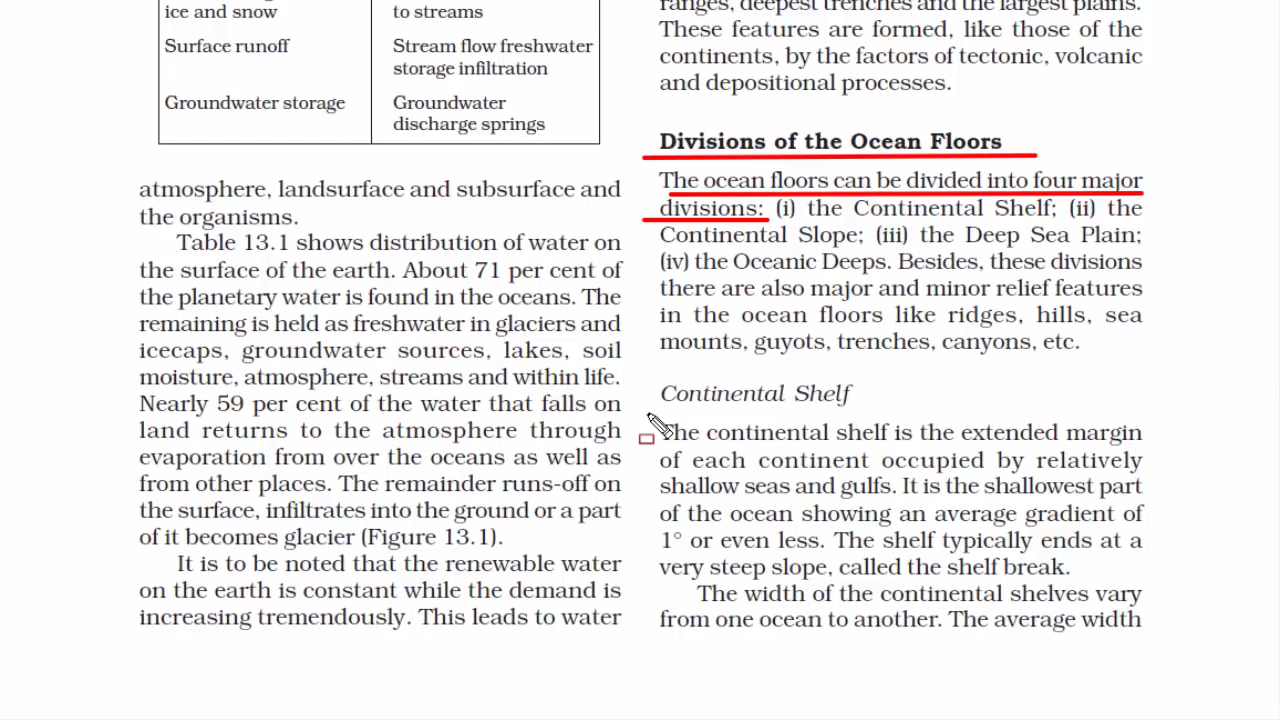 ice and snow
to streams
Surface runoff
Stream flow freshwater
storage infiltration
Groundwater storage
Groundwater
discharge springs
atmosphere, landsurface and subsurface and
the organisms.
Table 13.1 shows distribution of water on
the surface of the earth. About 71 per cent of
the planetary water is found in the oceans. The
remaining is held as freshwater in glaciers and
icecaps, groundwater sources, lakes, soil
moisture, atmosphere, streams and within life.
Nearly 59 per cent of the water that falls on
land returns to the atmosphere through
evaporation from over the oceans as well as
from other places. The remainder runs-off on
the surface, infiltrates into the ground or a part
of it becomes glacier (Figure 13.1).
It is to be noted that the renewable water
on the earth is constant while the demand is
increasing tremendously. This leads to water
ranges, deepest trenches and the largest plains.
These features are formed, like those of the
continents, by the factors of tectonic, volcanic
and depositional processes.
Divisions of the Ocean Floors
The ocean floors can be divided into four major
divisions: (i) the Continental Shelf; (ii) the
Continental Slope; (iii) the Deep Sea Plain;
(iv) the Oceanic Deeps. Besides, these divisions
there are also major and minor relief features
in the ocean floors like ridges, hills, sea
mounts, guyots, trenches, canyons, etc.
Continental Shelf
The continental shelf is the extended margin
of each continent occupied by relatively
shallow seas and gulfs. It is the shallowest part
of the ocean showing an average gradient of
1° or even less. The shelf typically ends at a
very steep slope, called the shelf break.
The width of the continental shelves vary
from one ocean to another. The average width